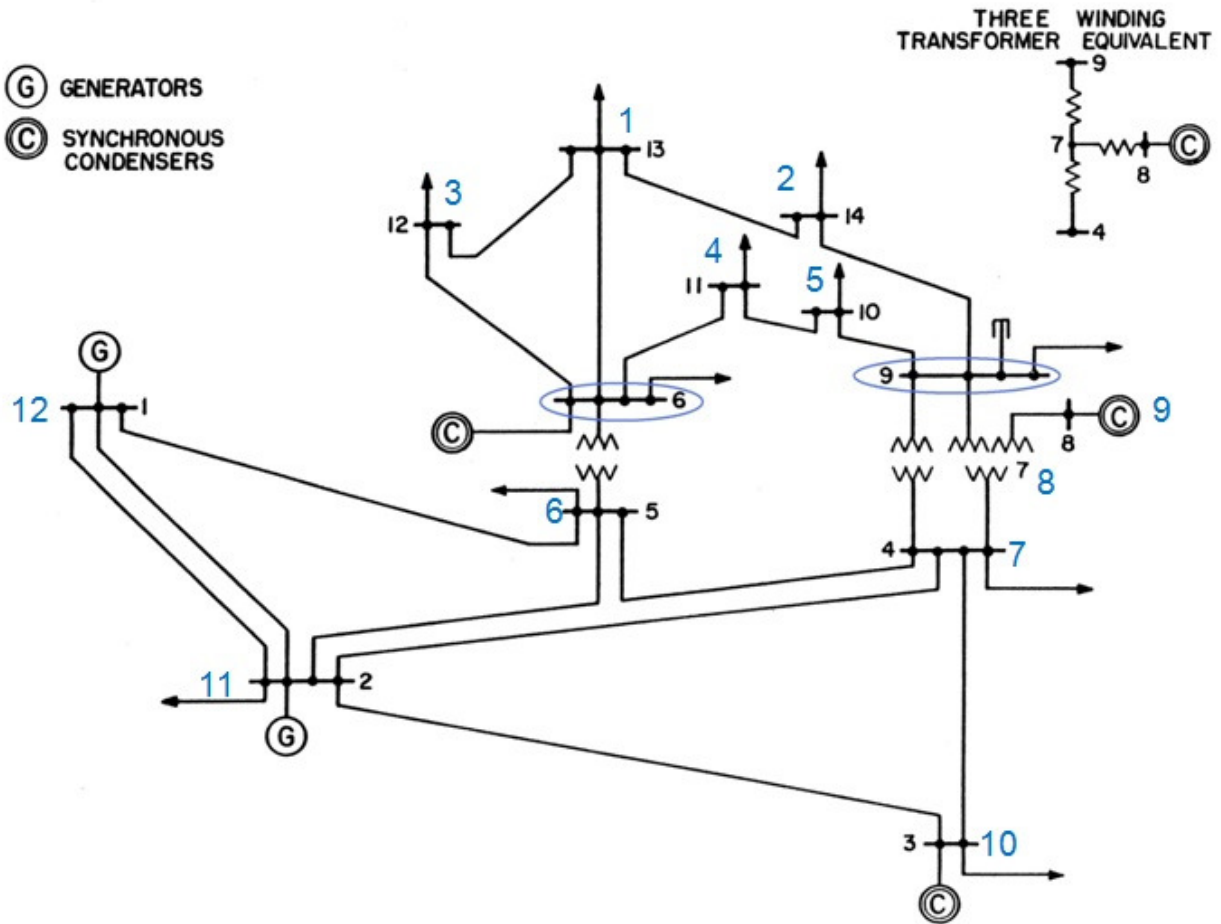 THREE WINDING
TRANSFORMER EQUIVALENT
9
7
C
8
4
G GENERATORS
C SYNCHRONOUS
CONDENSERS
1
13
3
12
2
14
4
11
5
10
G
12 1
6
9
C
9
8
7 8
C
6 5
4 7
11 2
G
3 10
C